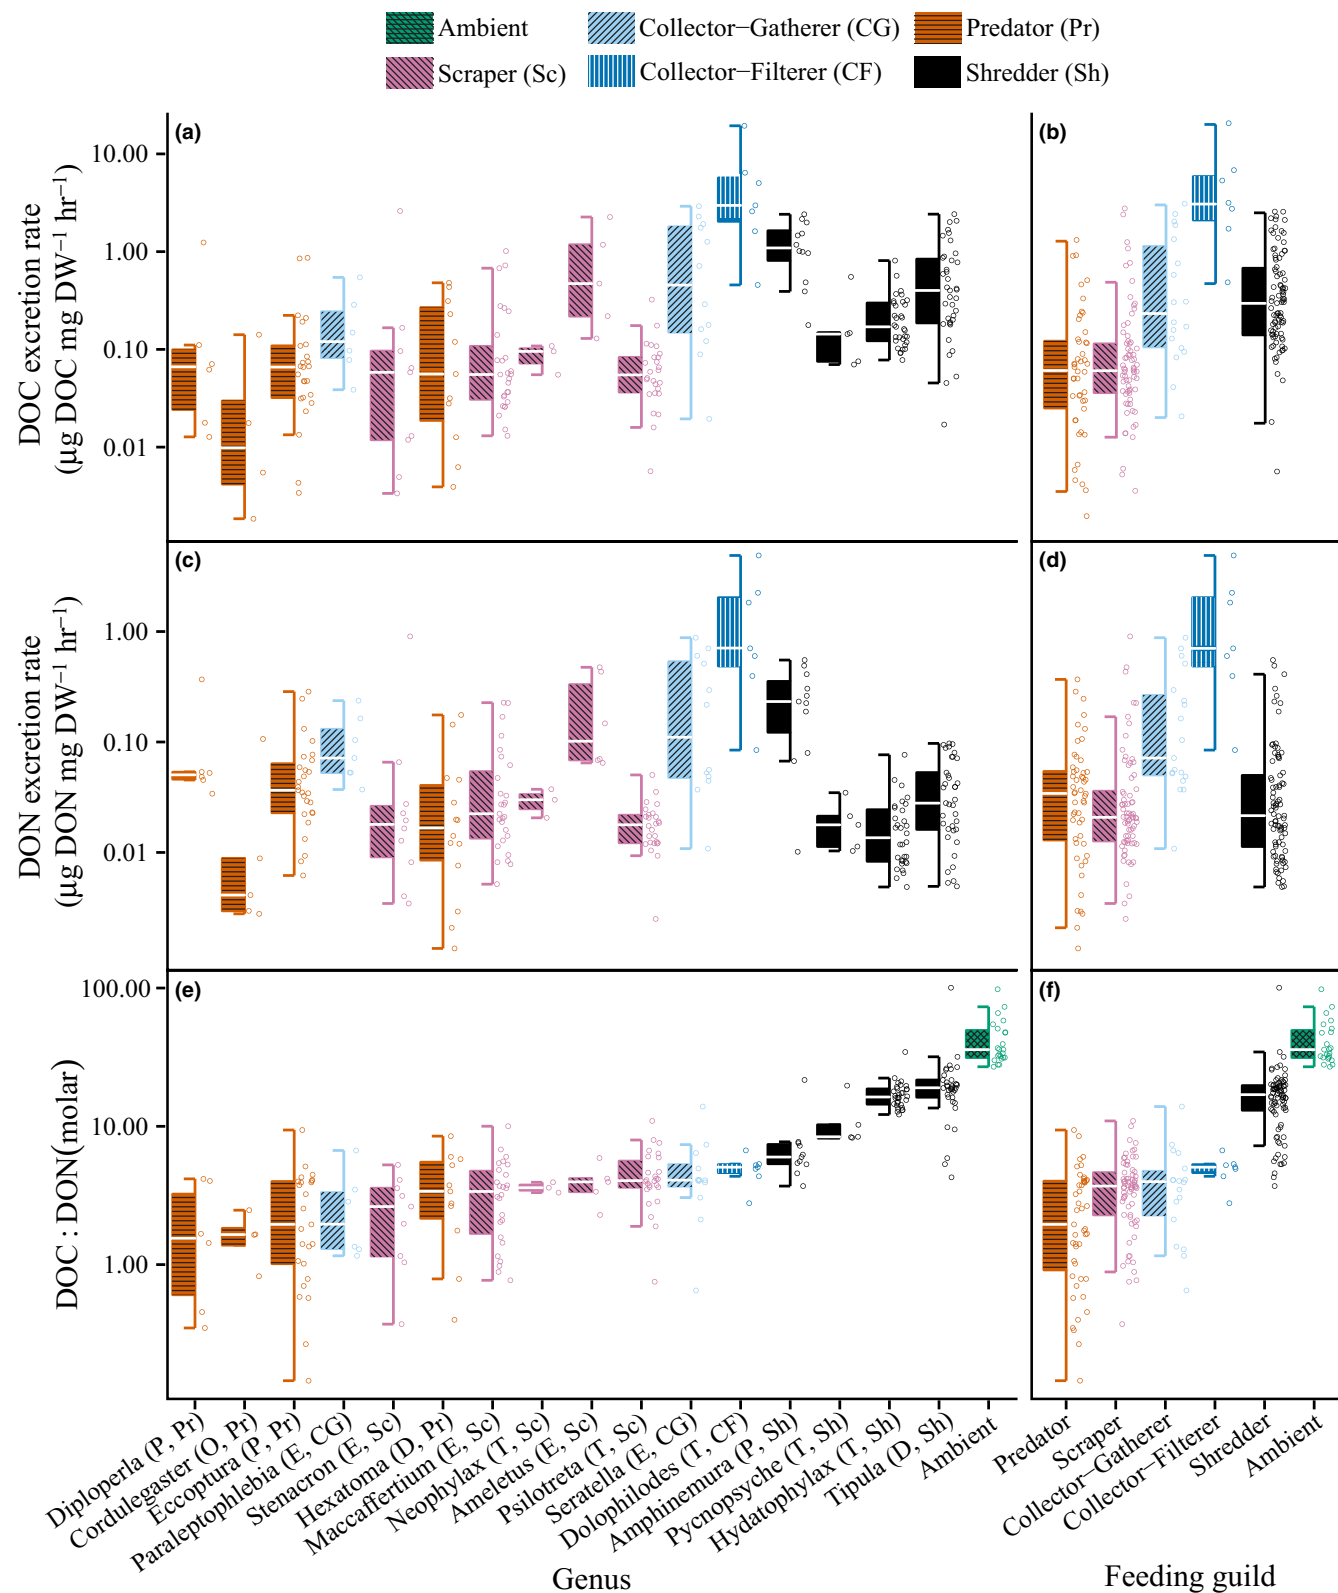 Ambient
Collector−Gatherer (CG)
Predator (Pr)
Scraper (Sc)
Collector−Filterer (CF)
Shredder (Sh)
(a)
(b)
DOC excretion rate
(µg DOC mg DW⁻¹ hr⁻¹)
10.00
1.00
0.10
0.01
(c)
(d)
DON excretion rate
(µg DON mg DW⁻¹ hr⁻¹)
1.00
0.10
0.01
(e)
(f)
DOC : DON(molar)
100.00
10.00
1.00
Diploperla (P, Pr)
Cordulegaster (O, Pr)
Eccoptura (P, Pr)
Paraleptophlebia (E, CG)
Stenacron (E, Sc)
Hexatoma (D, Pr)
Maccaffertium (E, Sc)
Neophylax (T, Sc)
Ameletus (E, Sc)
Psilotreta (T, Sc)
Seratella (E, CG)
Dolophilodes (T, CF)
Amphinemura (P, Sh)
Pycnopsyche (T, Sh)
Hydatophylax (T, Sh)
Tipula (D, Sh)
Ambient
Predator
Scraper
Collector−Gatherer
Collector−Filterer
Shredder
Ambient
Genus
Feeding guild